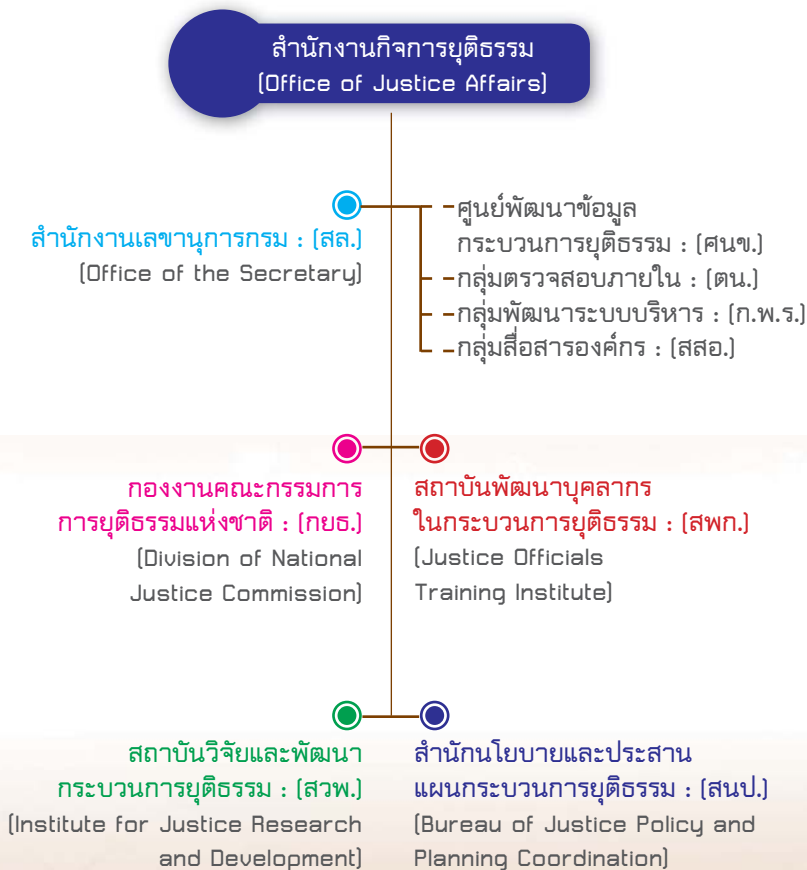 สำนักงานกิจการยุติธรรม
(Office of Justice Affairs)
สำนักงานเลขานุการกรม : (สล.)
(Office of the Secretary)
-ศูนย์พัฒนาข้อมูล
กระบวนการยุติธรรม : (ศนข.)
-กลุ่มตรวจสอบภายใน : (ตน.)
-กลุ่มพัฒนาระบบบริหาร : (ก.พ.ร.)
-กลุ่มสื่อสารองค์กร : (สสอ.)
กองงานคณะกรรมการ
การยุติธรรมแห่งชาติ : (กยธ.)
(Division of National
Justice Commission)
สถาบันพัฒนาบุคลากร
ในกระบวนการยุติธรรม : (สพก.)
(Justice Officials
Training Institute)
สถาบันวิจัยและพัฒนา
กระบวนการยุติธรรม : (สวพ.)
(Institute for Justice Research
and Development)
สำนักนโยบายและประสาน
แผนกระบวนการยุติธรรม : (สนป.)
(Bureau of Justice Policy and
Planning Coordination)